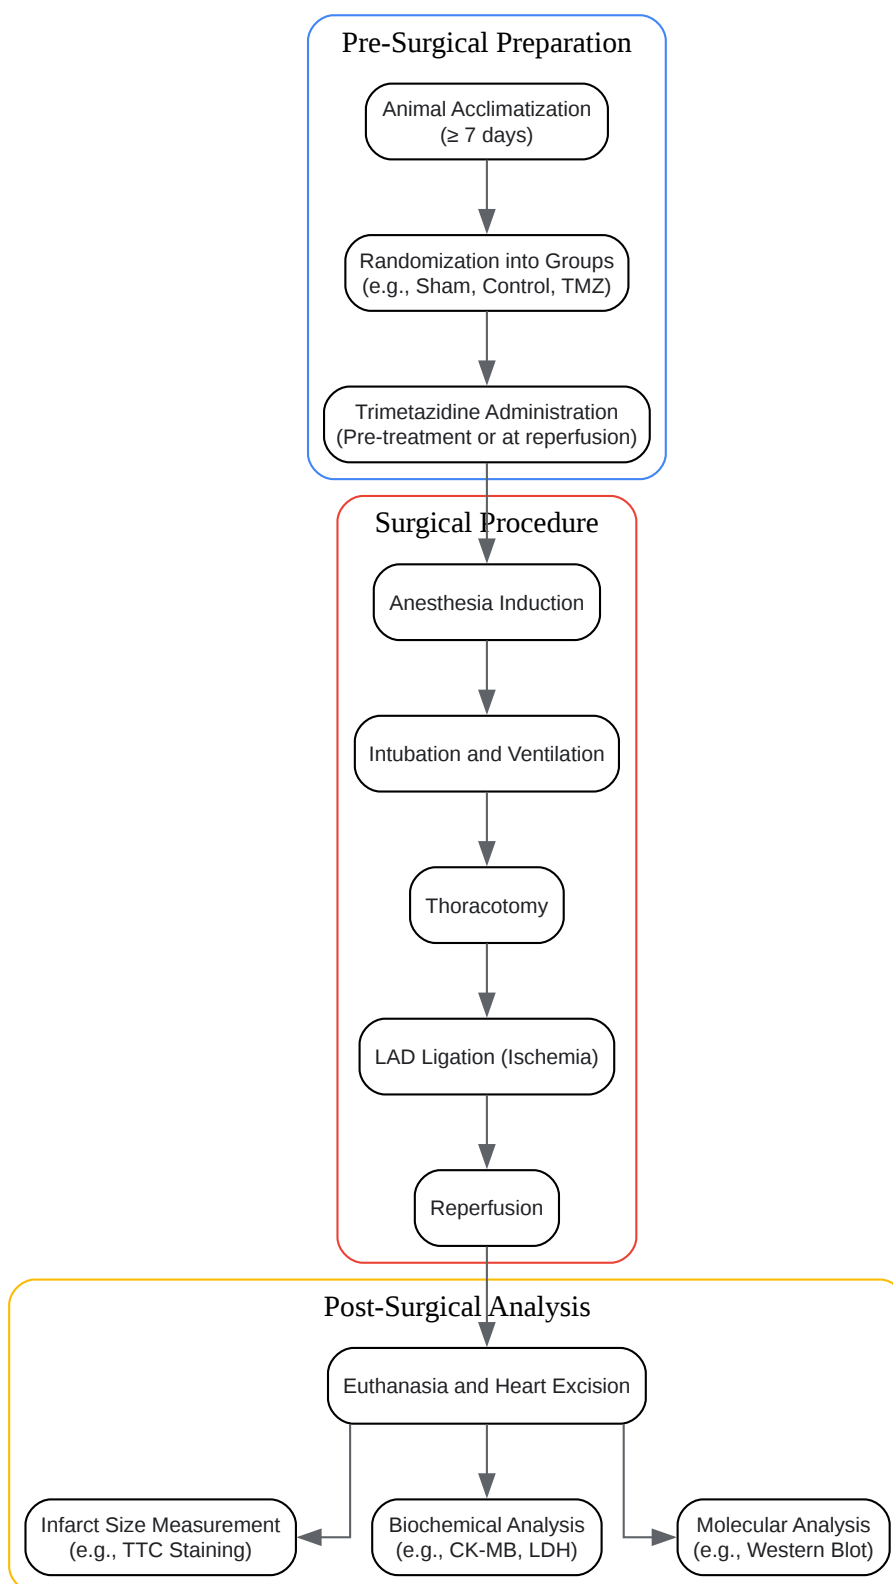 Pre-Surgical Preparation
Animal Acclimatization
(≥ 7 days)
Randomization into Groups
(e.g., Sham, Control, TMZ)
Trimetazidine Administration
(Pre-treatment or at reperfusion)
Surgical Procedure
Anesthesia Induction
Intubation and Ventilation
Thoracotomy
LAD Ligation (Ischemia)
Reperfusion
Post-Surgical Analysis
Euthanasia and Heart Excision
Infarct Size Measurement
(e.g., TTC Staining)
Biochemical Analysis
(e.g., CK-MB, LDH)
Molecular Analysis
(e.g., Western Blot)